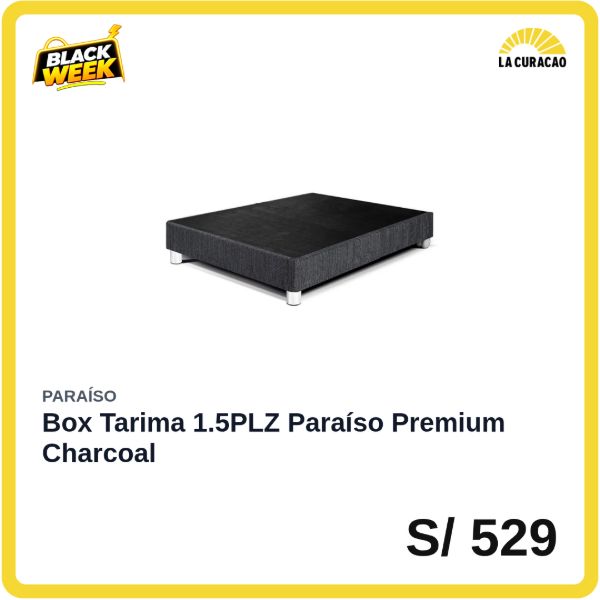 BLACK
WEEK
LA CURACAO
PARAÍSO
Box Tarima 1.5PLZ Paraíso Premium
Charcoal
S/ 529